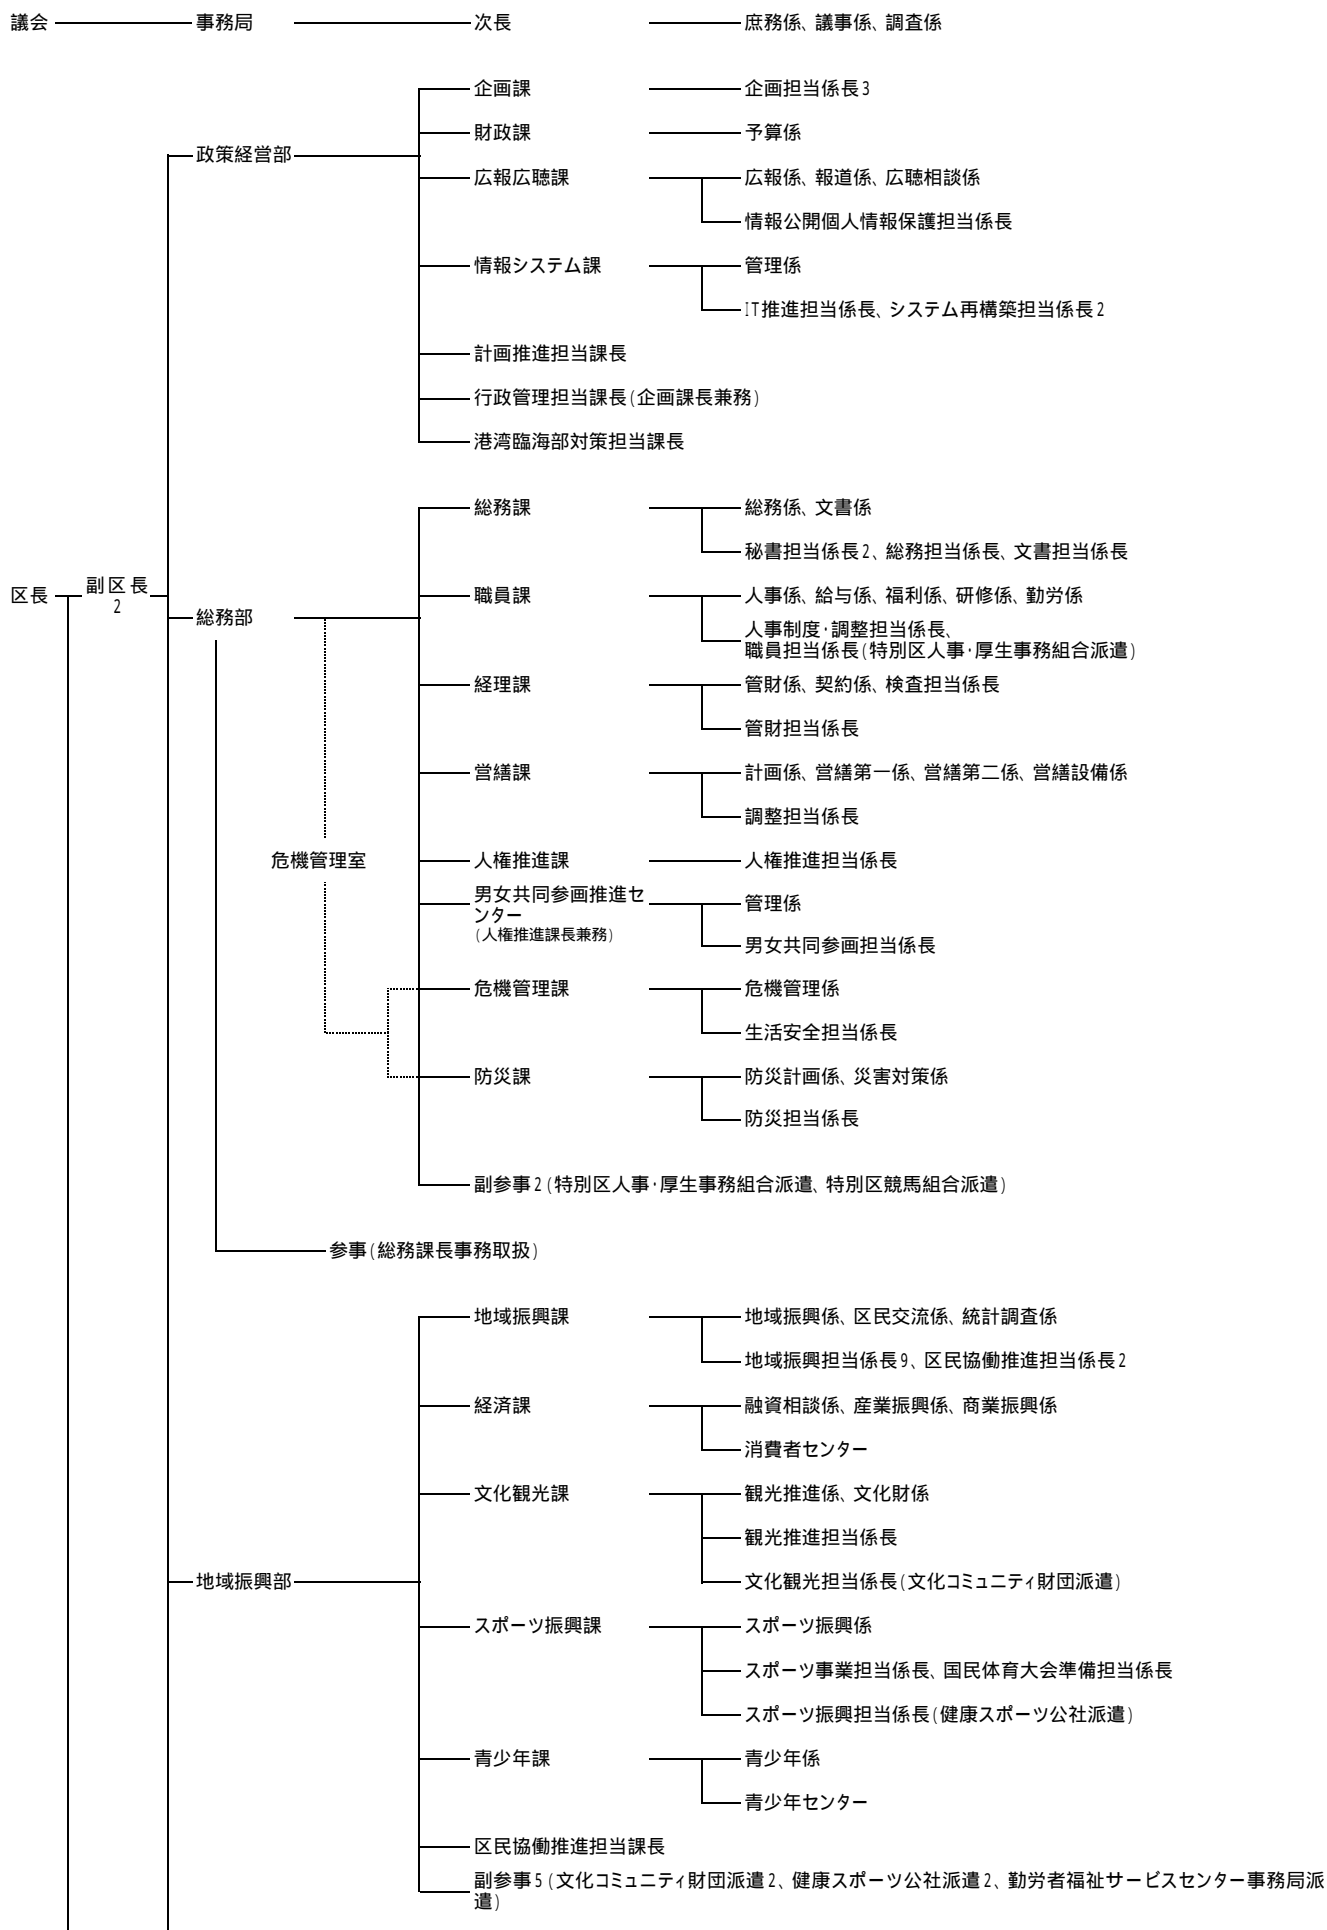 議会 事務局 次長 庶務係、議事係、調査係
企画課 企画担当係長3
財政課 予算係
政策経営部
広報広聴課 広報係、報道係、広聴相談係
情報公開個人情報保護担当係長
情報システム課 管理係
IT推進担当係長、システム再構築担当係長2
計画推進担当課長
行政管理担当課長(企画課長兼務)
港湾臨海部対策担当課長
総務課 総務係、文書係
秘書担当係長2、総務担当係長、文書担当係長
区長 副区長 職員課 人事係、給与係、福利係、研修係、勤労係
2
総務部
人事制度・調整担当係長、
職員担当係長(特別区人事・厚生事務組合派遣)
経理課 管財係、契約係、検査担当係長
管財担当係長
営繕課 計画係、営繕第一係、営繕第二係、営繕設備係
調整担当係長
危機管理室 人権推進課 人権推進担当係長
男女共同参画推進セ
ンター
(人権推進課長兼務)
管理係
男女共同参画担当係長
危機管理課 危機管理係
生活安全担当係長
防災課 防災計画係、災害対策係
防災担当係長
副参事2(特別区人事・厚生事務組合派遣、特別区競馬組合派遣)
参事(総務課長事務取扱)
地域振興課 地域振興係、区民交流係、統計調査係
地域振興担当係長9、区民協働推進担当係長2
経済課 融資相談係、産業振興係、商業振興係
消費者センター
文化観光課 観光推進係、文化財係
観光推進担当係長
地域振興部 文化観光担当係長(文化コミュニティ財団派遣)
スポーツ振興課 スポーツ振興係
スポーツ事業担当係長、国民体育大会準備担当係長
スポーツ振興担当係長(健康スポーツ公社派遣)
青少年課 青少年係
青少年センター
区民協働推進担当課長
副参事5(文化コミュニティ財団派遣2、健康スポーツ公社派遣2、勤労者福祉サービスセンター事務局派
遣)